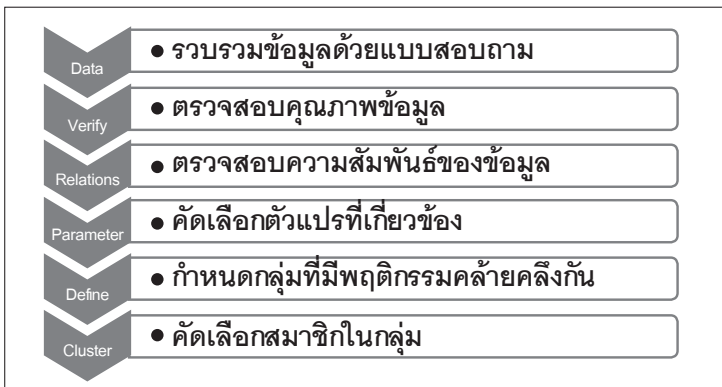 Data
• รวบรวมข้อมูลด้วยแบบสอบถาม
Verify
• ตรวจสอบคุณภาพข้อมูล
Relations
• ตรวจสอบความสัมพันธ์ของข้อมูล
Parameter
• คัดเลือกตัวแปรที่เกี่ยวข้อง
Define
• กำหนดกลุ่มที่มีพฤติกรรมคล้ายคลึงกัน
Cluster
• คัดเลือกสมาชิกในกลุ่ม